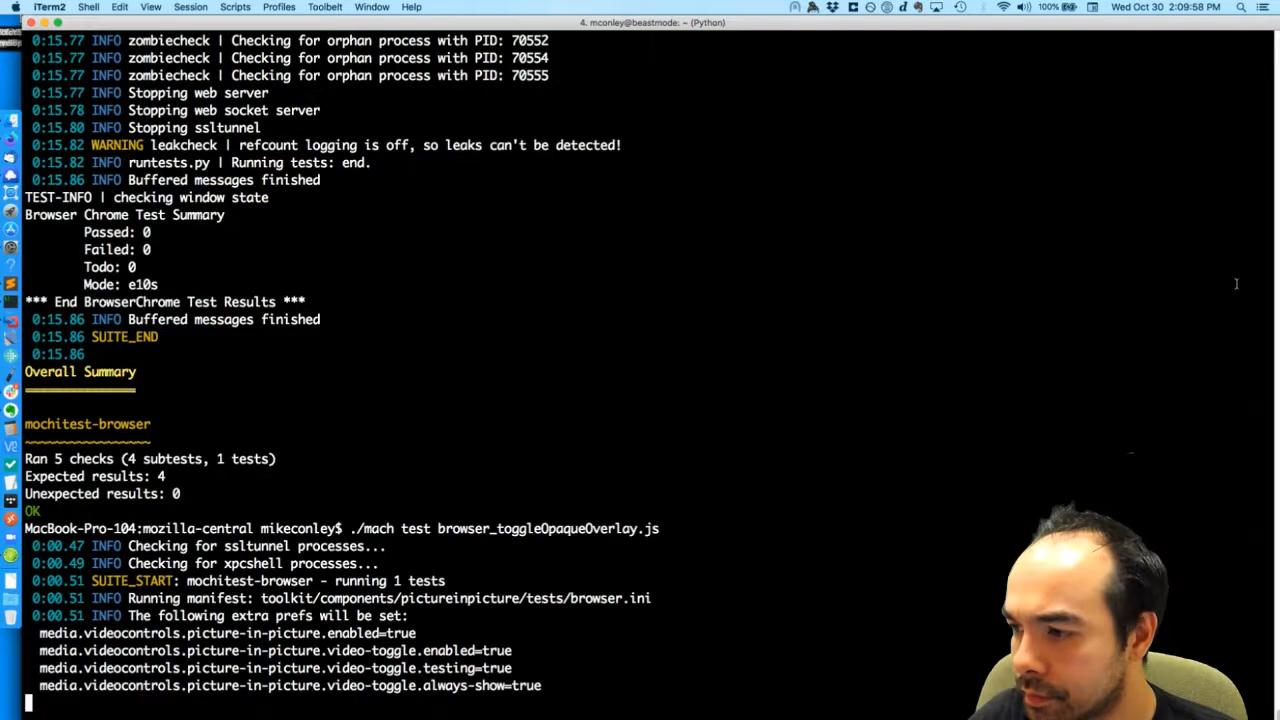 iTerm2 Shell Edit View Session Scripts Profiles Toolbelt Window Help 100% Wed Oct 30 2:09:58 PM
4. mconley@beastmode: ~ (Python)
0:15.77 INFO zombiecheck | Checking for orphan process with PID: 70552
0:15.77 INFO zombiecheck | Checking for orphan process with PID: 70554
0:15.77 INFO zombiecheck | Checking for orphan process with PID: 70555
0:15.77 INFO Stopping web server
0:15.78 INFO Stopping web socket server
0:15.80 INFO Stopping ssltunnel
0:15.82 WARNING leakcheck | refcount logging is off, so leaks can't be detected!
0:15.82 INFO runtests.py | Running tests: end.
0:15.86 INFO Buffered messages finished
TEST-INFO | checking window state
Browser Chrome Test Summary
Passed: 0
Failed: 0
Todo: 0
Mode: e10s
*** End BrowserChrome Test Results ***
0:15.86 INFO Buffered messages finished
0:15.86 SUITE_END
0:15.86
Overall Summary
===============
mochitest-browser
~~~~~~~~~~~~~~~~~
Ran 5 checks (4 subtests, 1 tests)
Expected results: 4
Unexpected results: 0
OK
MacBook-Pro-104:mozilla-central mikeconley$ ./mach test browser_toggleOpaqueOverlay.js
0:00.47 INFO Checking for ssltunnel processes...
0:00.49 INFO Checking for xpcshell processes...
0:00.51 SUITE_START: mochitest-browser - running 1 tests
0:00.51 INFO Running manifest: toolkit/components/pictureinpicture/tests/browser.ini
0:00.51 INFO The following extra prefs will be set:
media.videocontrols.picture-in-picture.enabled=true
media.videocontrols.picture-in-picture.video-toggle.enabled=true
media.videocontrols.picture-in-picture.video-toggle.testing=true
media.videocontrols.picture-in-picture.video-toggle.always-show=true